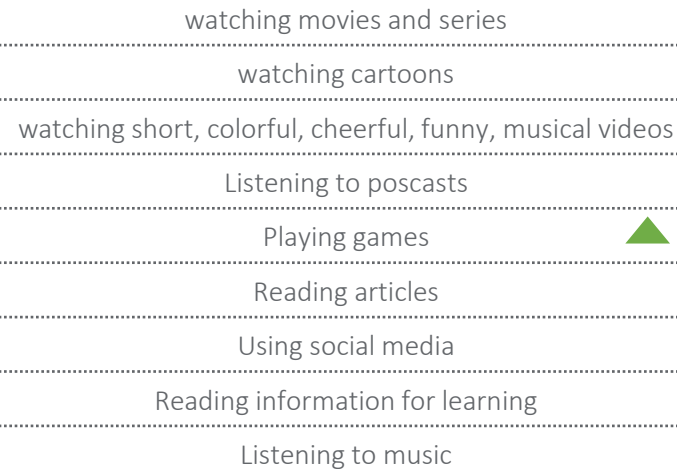 watching movies and series
watching cartoons
watching short, colorful, cheerful, funny, musical videos
Listening to poscasts
Playing games
Reading articles
Using social media
Reading information for learning
Listening to music